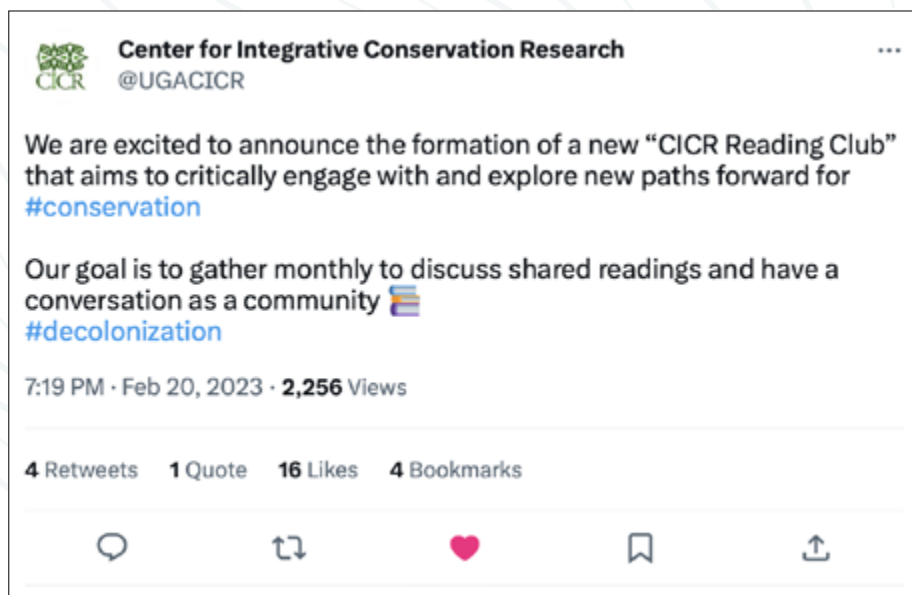 CICR
Center for Integrative Conservation Research
@UGACICR
We are excited to announce the formation of a new “CICR Reading Club”
that aims to critically engage with and explore new paths forward for
#conservation
Our goal is to gather monthly to discuss shared readings and have a
conversation as a community 📚
#decolonization
7:19 PM · Feb 20, 2023 · 2,256 Views
4 Retweets 1 Quote 16 Likes 4 Bookmarks